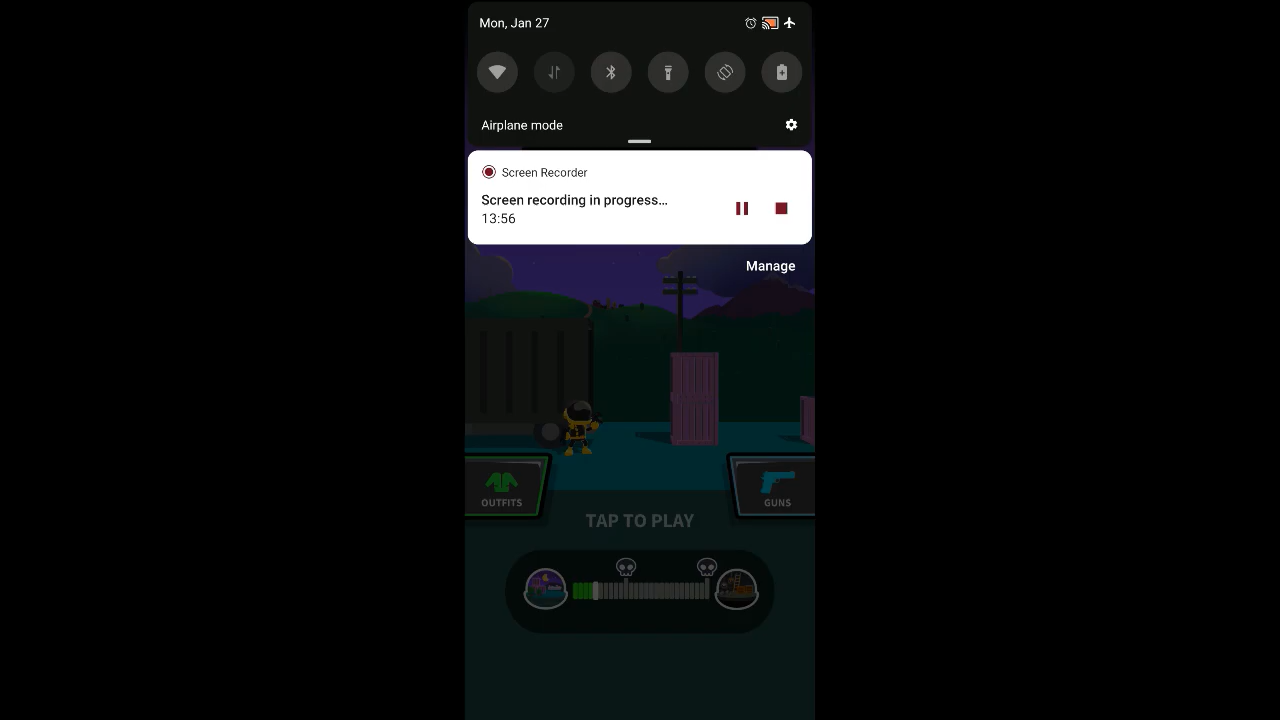 Mon, Jan 27
Airplane mode
Screen Recorder
Screen recording in progress...
13:56
Manage
OUTFITS
GUNS
TAP TO PLAY